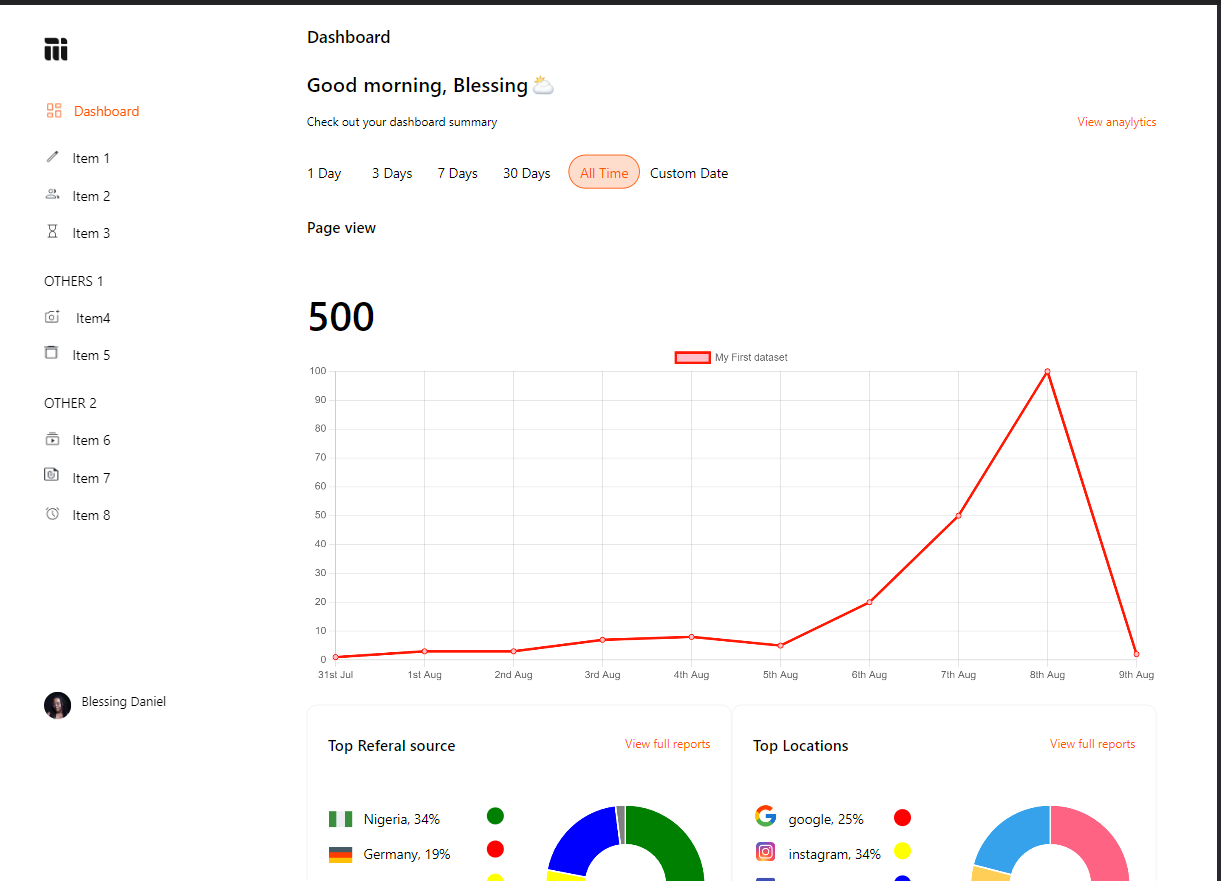 Dashboard
Good morning, Blessing
Check out your dashboard summary
View anaylytics
1 Day 3 Days 7 Days 30 Days All Time Custom Date
Page view
500
Dashboard
Item 1
Item 2
Item 3
OTHERS 1
Item4
Item 5
OTHER 2
Item 6
Item 7
Item 8
Blessing Daniel
My First dataset
100
90
80
70
60
50
40
30
20
10
0
31st Jul 1st Aug 2nd Aug 3rd Aug 4th Aug 5th Aug 6th Aug 7th Aug 8th Aug 9th Aug
Top Referal source
View full reports
Nigeria, 34%
Germany, 19%
Top Locations
View full reports
google, 25%
instagram, 34%